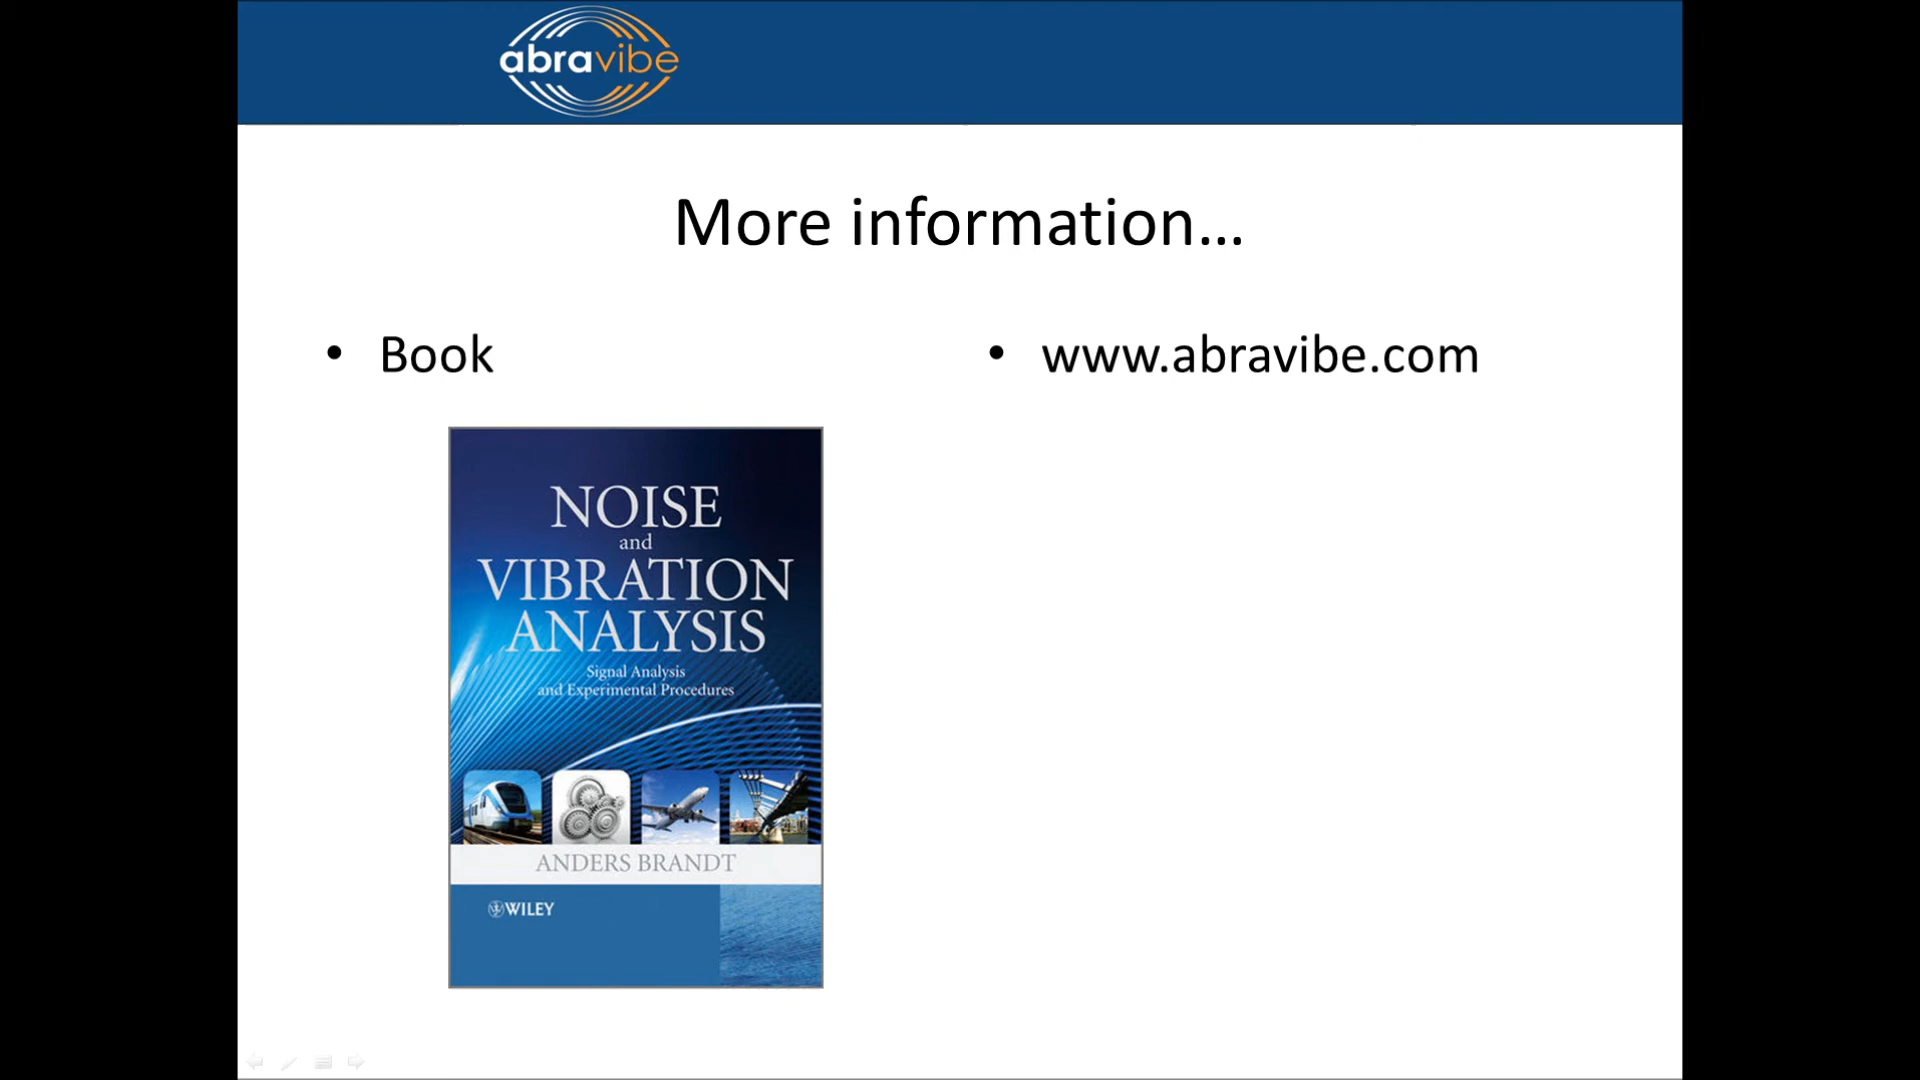 abravibe
More information...
• Book
• www.abravibe.com
NOISE
and
VIBRATION
ANALYSIS
Signal Analysis
and Experimental Procedures
ANDERS BRANDT
WILEY